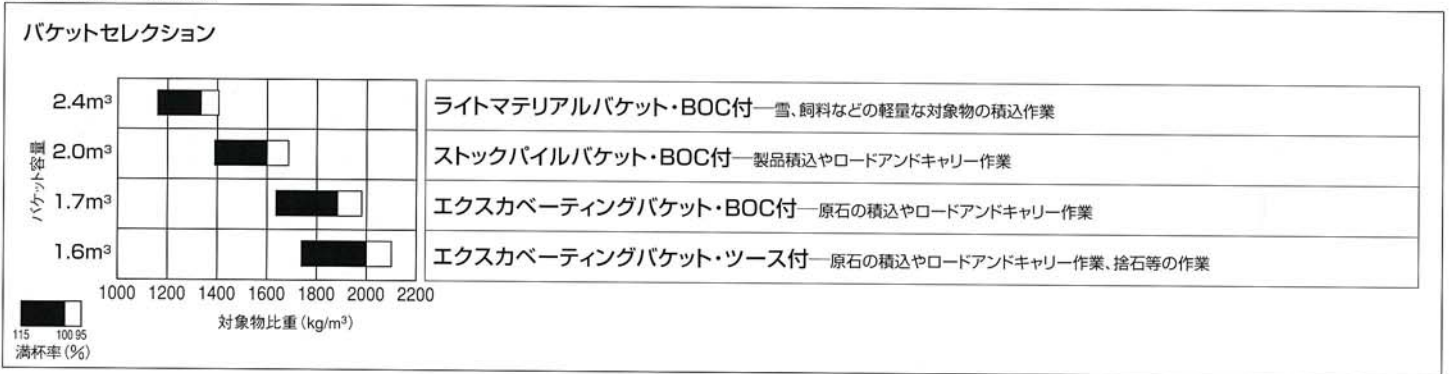 バケットセレクション
バケット容量
2.4m³
ライトマテリアルバケット・BOC付―雪、飼料などの軽量な対象物の積込作業
2.0m³
ストックパイルバケット・BOC付―製品積込やロードアンドキャリー作業
1.7m³
エクスカベーティングバケット・BOC付―原石の積込やロードアンドキャリー作業
1.6m³
エクスカベーティングバケット・ツース付―原石の積込やロードアンドキャリー作業、捨石等の作業
1000 1200 1400 1600 1800 2000 2200
対象物比重(kg/m³)
115 100 95
満杯率(%)